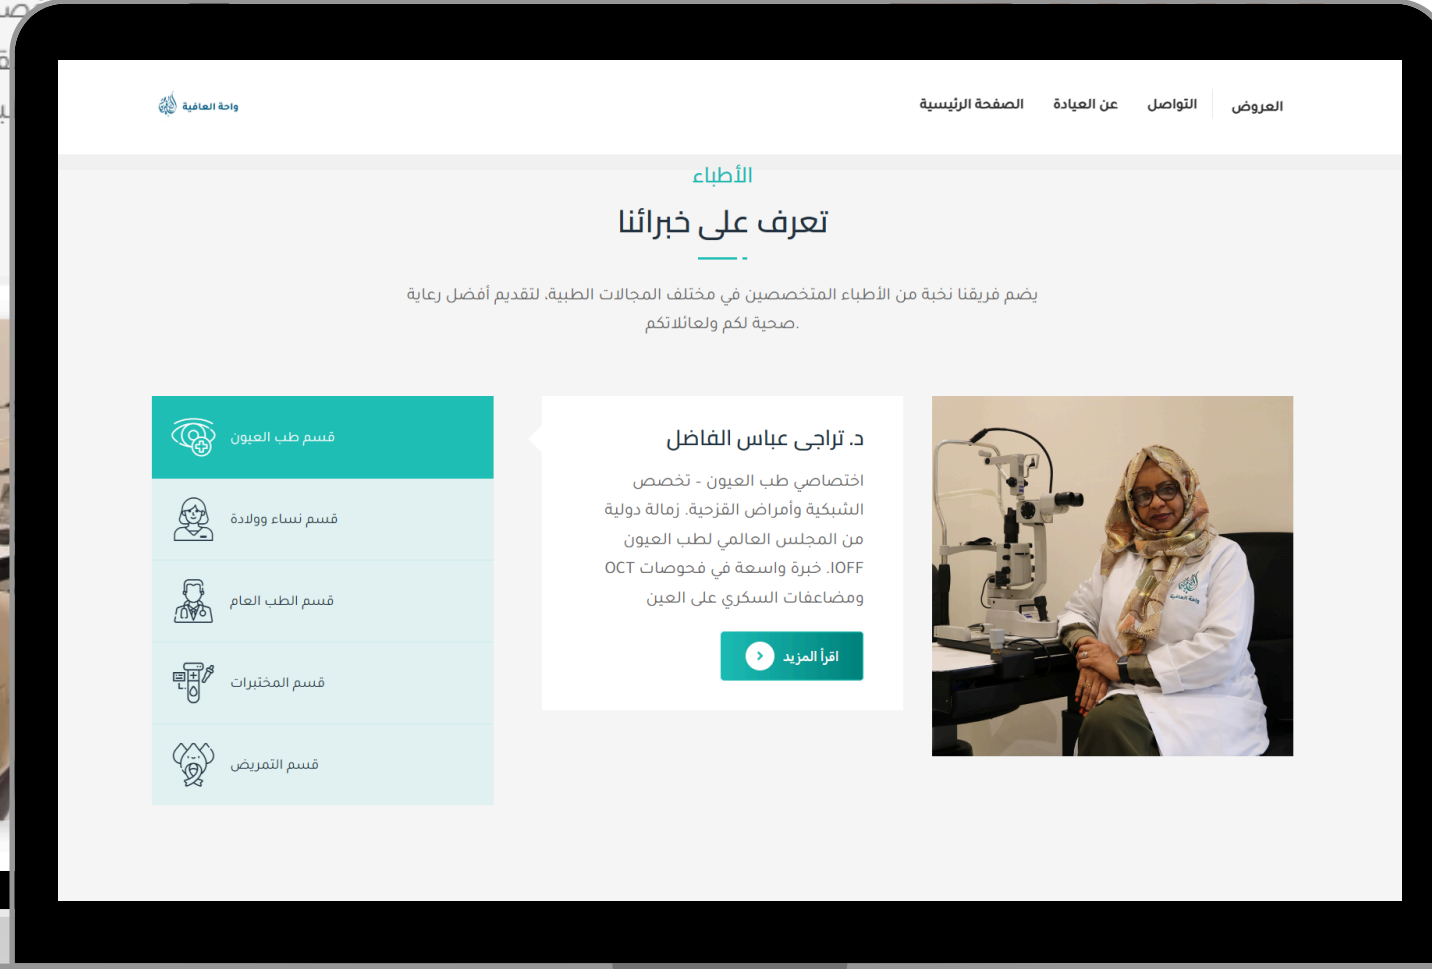 العروض
التواصل
عن العيادة
الصفحة الرئيسية
واحة العافية
الأطباء
تعرف على خبرائنا
يضم فريقنا نخبة من الأطباء المتخصصين في مختلف المجالات الطبية، لتقديم أفضل رعاية
صحية لكم ولعائلاتكم.
د. تراجي عباس الفاضل
اختصاصي طب العيون - تخصص
الشبكية وأمراض القزحية. زمالة دولية
من المجلس العالمي لطب العيون
IOFF. خبرة واسعة في فحوصات OCT
ومضاعفات السكري على العين
اقرأ المزيد
قسم طب العيون
قسم نساء وولادة
قسم الطب العام
قسم المختبرات
قسم التمريض
واحة العافية